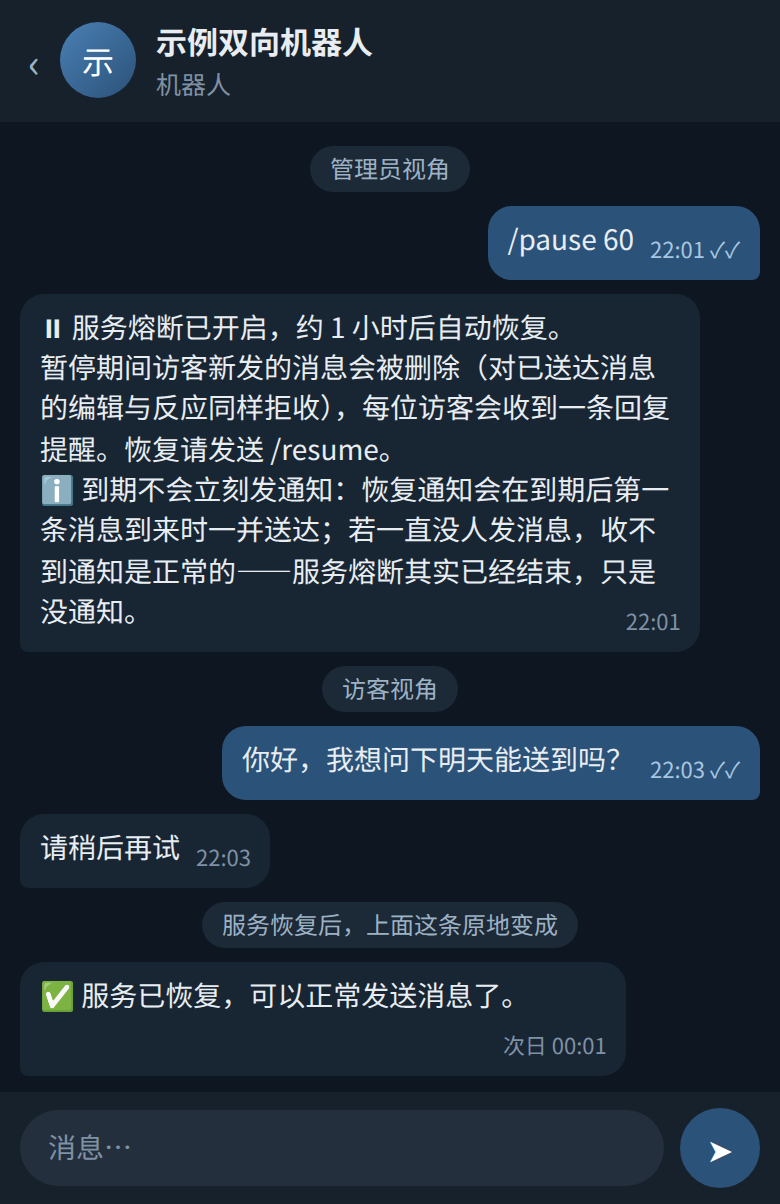 示
示例双向机器人
机器人
管理员视角
/pause 60 22:01 ✓✓
⏸ 服务熔断已开启，约 1 小时后自动恢复。
暂停期间访客新发的消息会被删除（对已送达消息
的编辑与反应同样拒收），每位访客会收到一条回复
提醒。恢复请发送 /resume。
ℹ️ 到期不会立刻发通知：恢复通知会在到期后第一
条消息到来时一并送达；若一直没人发消息，收不
到通知是正常的——服务熔断其实已经结束，只是
没通知。 22:01
访客视角
你好，我想问下明天能送到吗？ 22:03 ✓✓
请稍后再试 22:03
服务恢复后，上面这条原地变成
✅ 服务已恢复，可以正常发送消息了。
次日 00:01
消息…